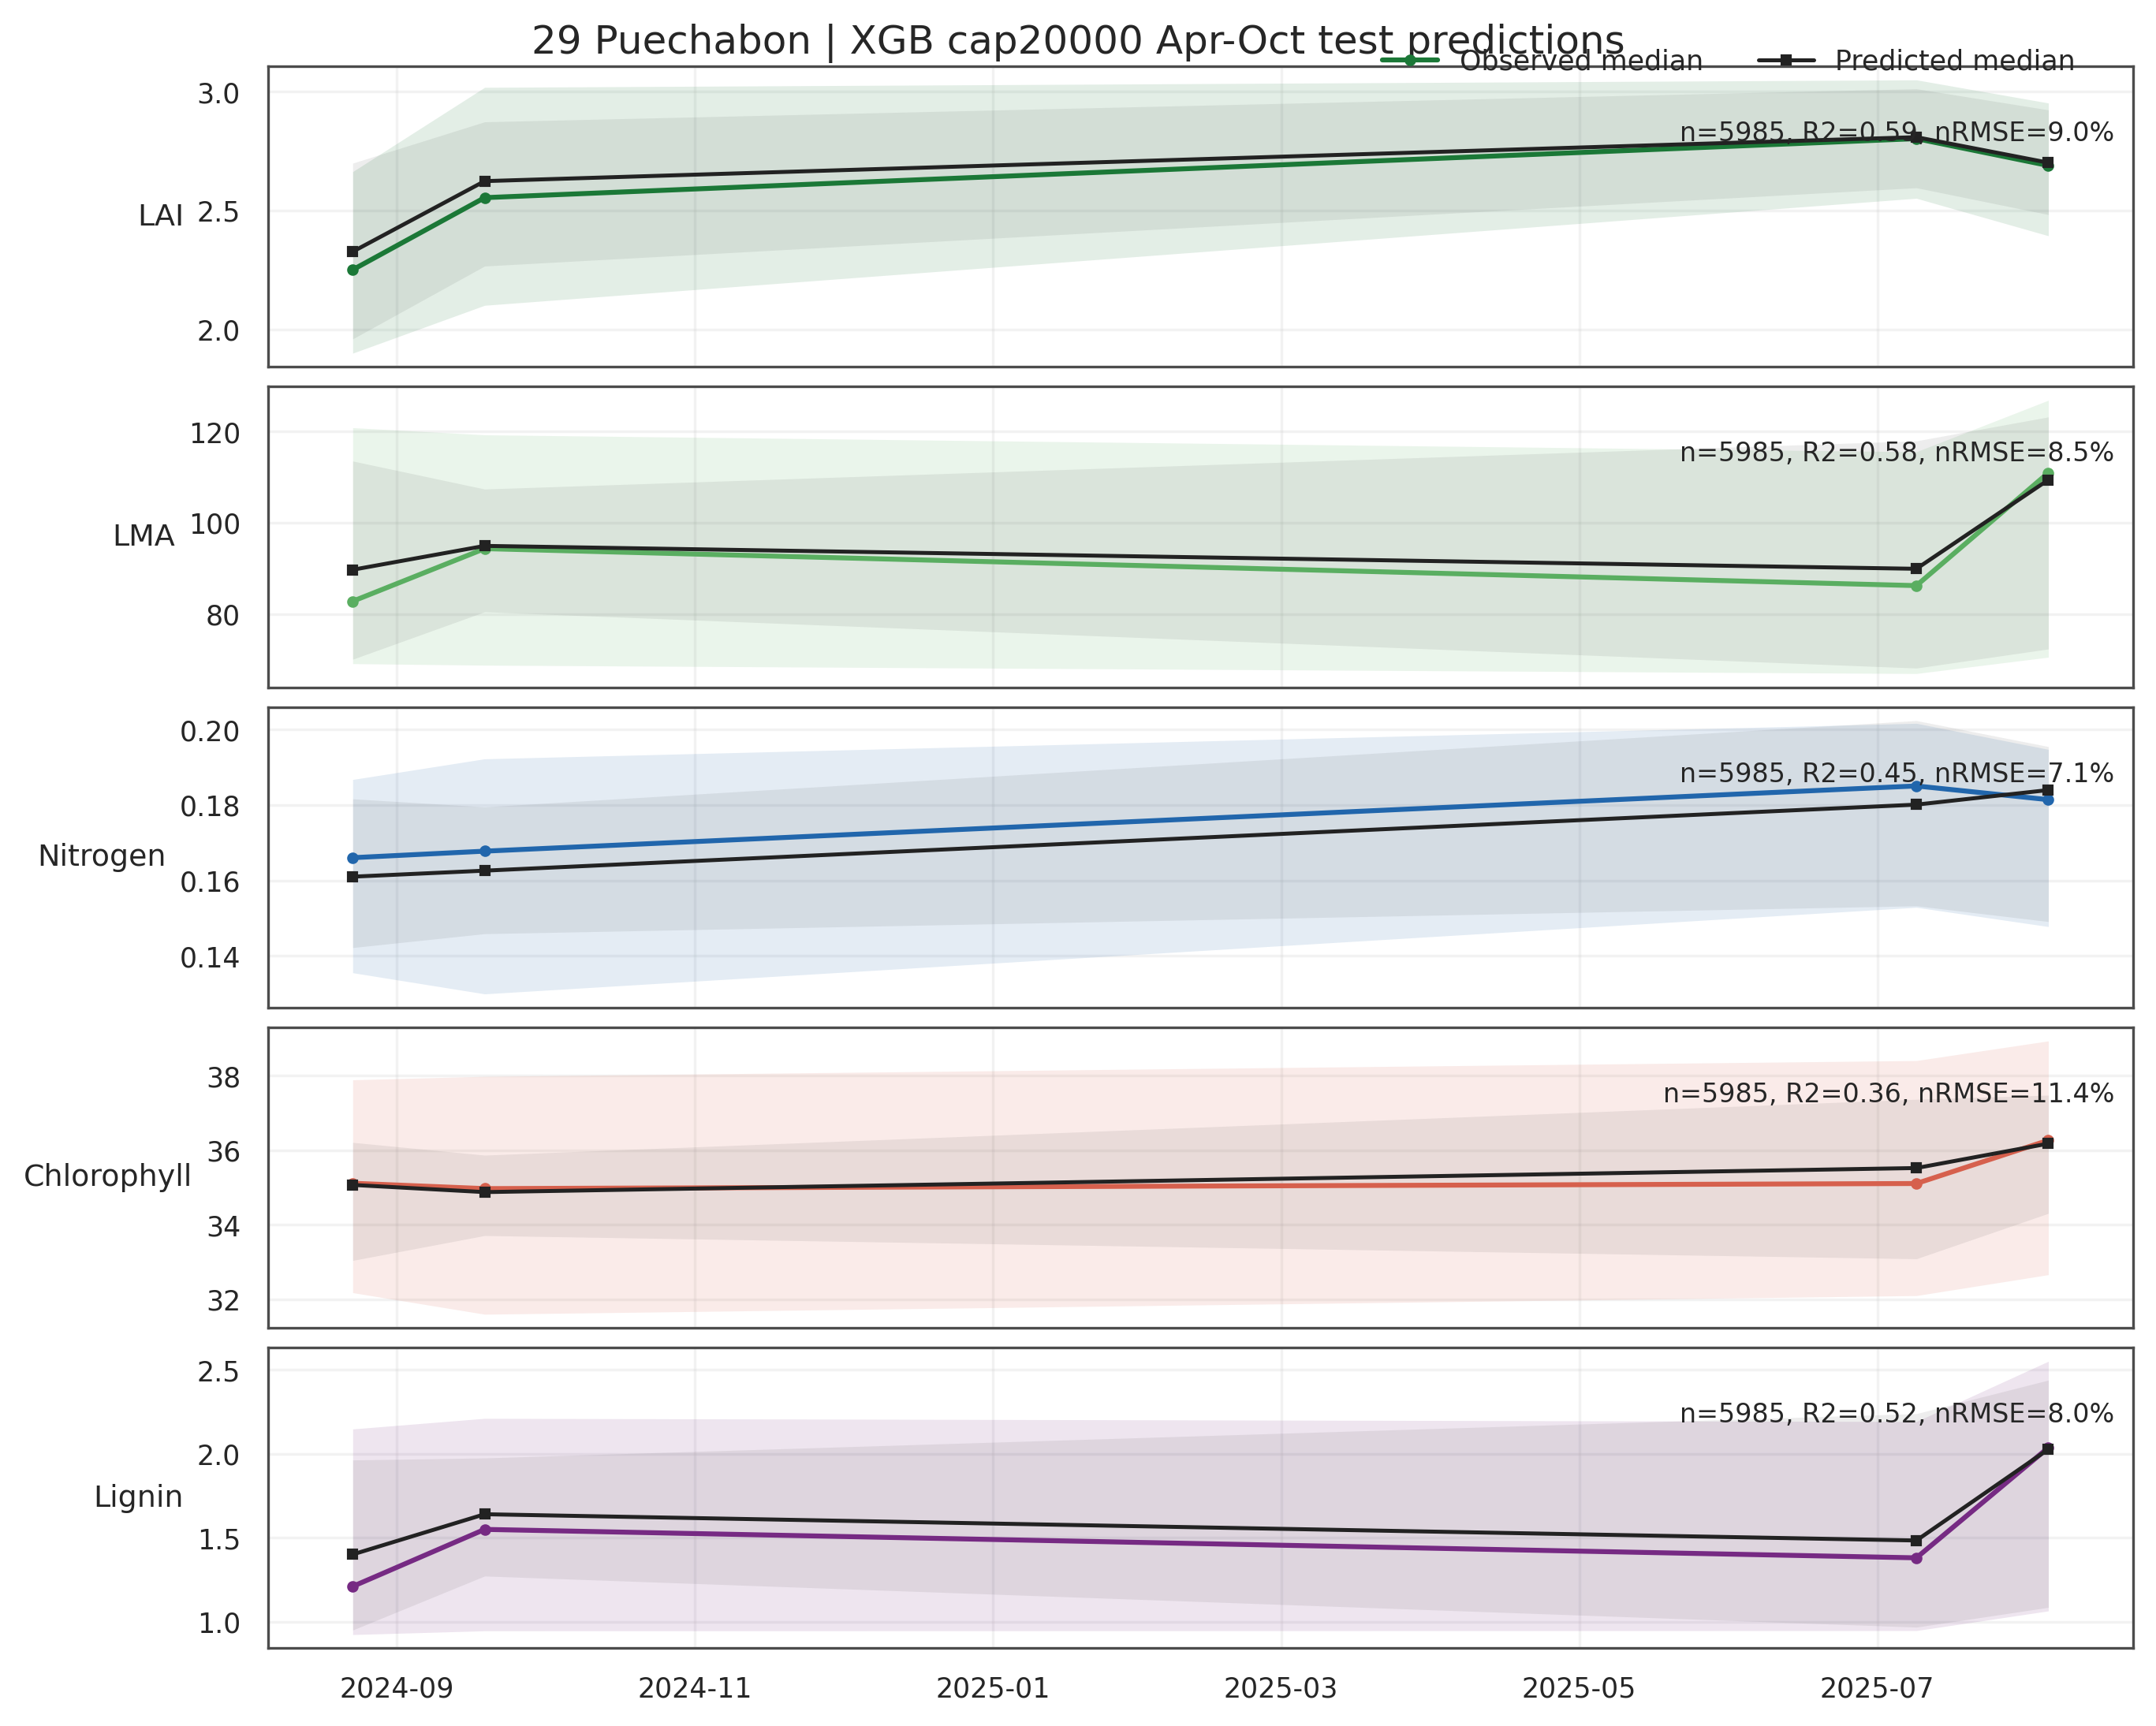 29 Puechabon | XGB cap20000 Apr-Oct test predictions
Observed median
Predicted median
3.0
2.5
2.0
LAI
n=5985, R2=0.59, nRMSE=9.0%
120
100
80
LMA
n=5985, R2=0.58, nRMSE=8.5%
0.20
0.18
0.16
0.14
Nitrogen
n=5985, R2=0.45, nRMSE=7.1%
38
36
34
32
Chlorophyll
n=5985, R2=0.36, nRMSE=11.4%
2.5
2.0
1.5
1.0
Lignin
n=5985, R2=0.52, nRMSE=8.0%
2024-09
2024-11
2025-01
2025-03
2025-05
2025-07